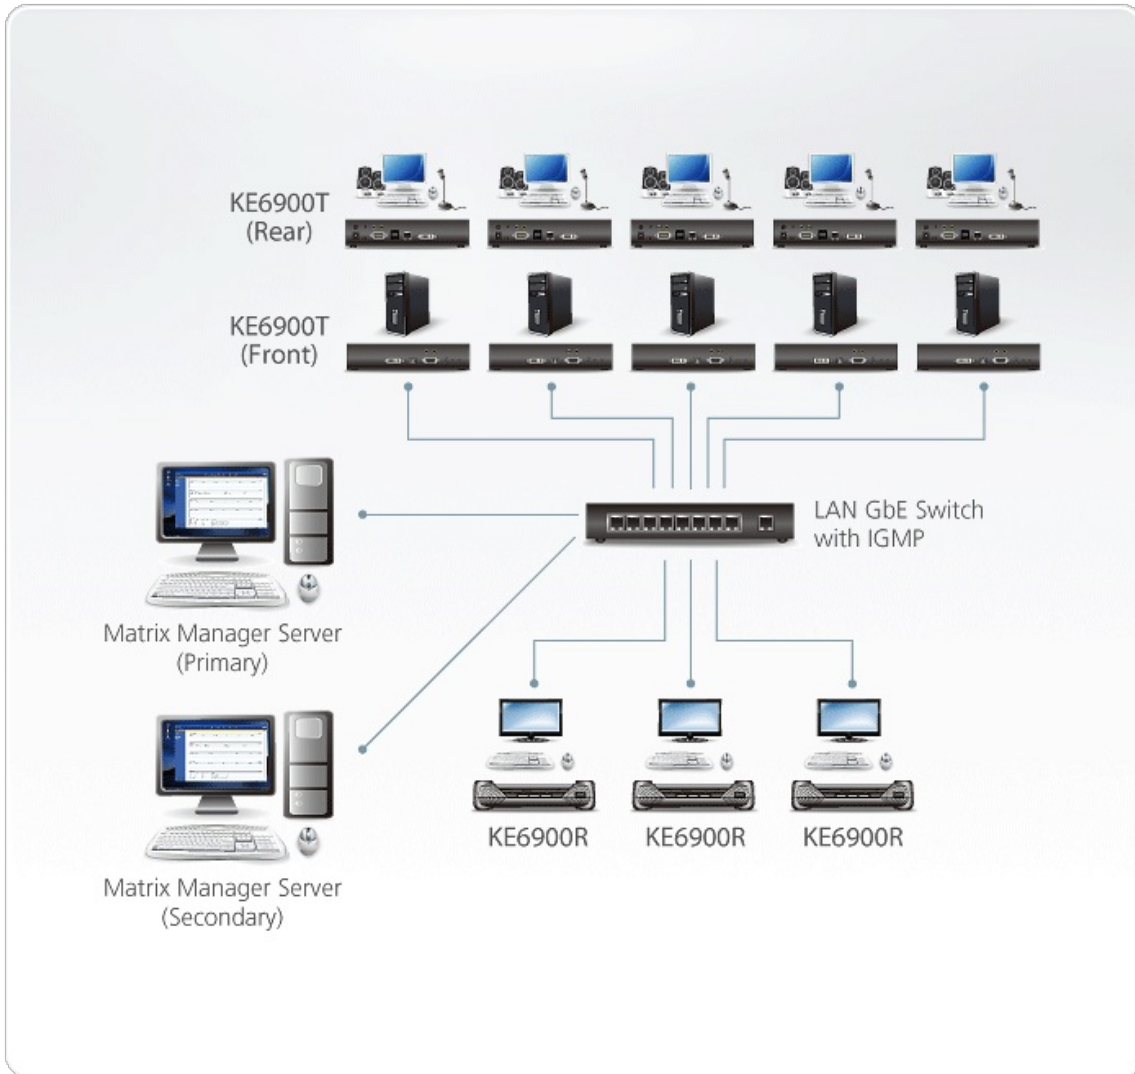 KE6900T
(Rear)
KE6900T
(Front)
LAN GbE Switch
with IGMP
Matrix Manager Server
(Primary)
KE6900R
KE6900R
KE6900R
Matrix Manager Server
(Secondary)